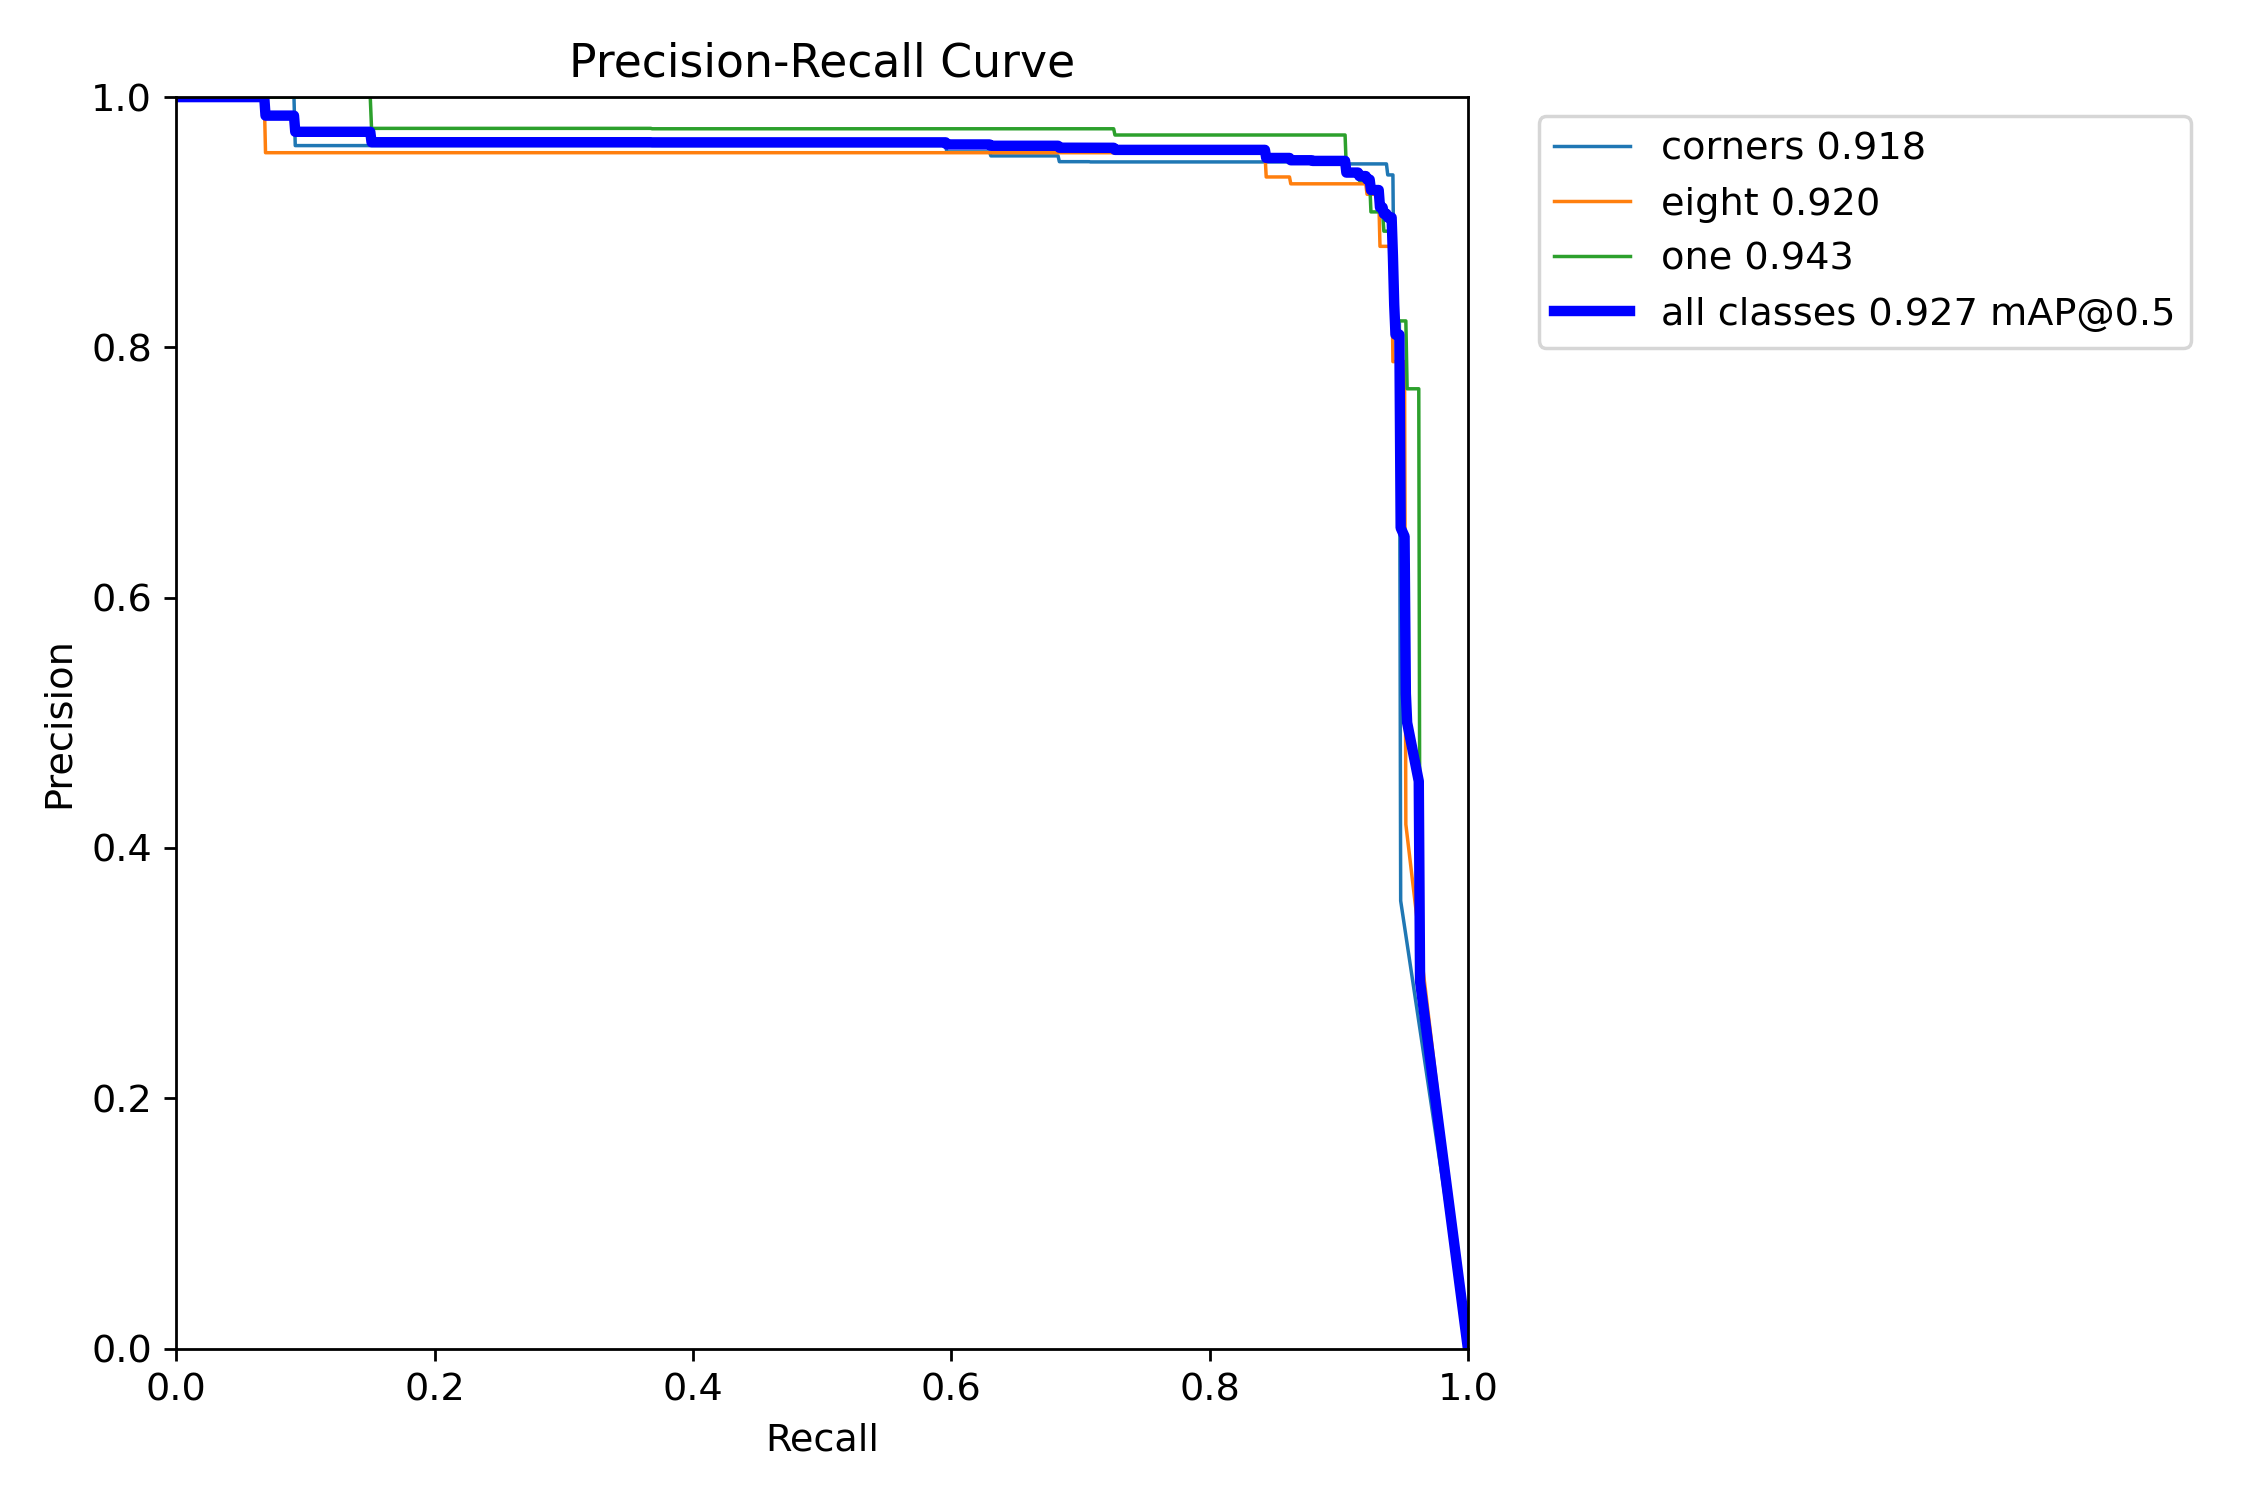 Precision-Recall Curve
1.0
0.8
0.6
0.4
0.2
0.0
Precision
0.0 0.2 0.4 0.6 0.8 1.0
Recall
corners 0.918
eight 0.920
one 0.943
all classes 0.927 mAP@0.5